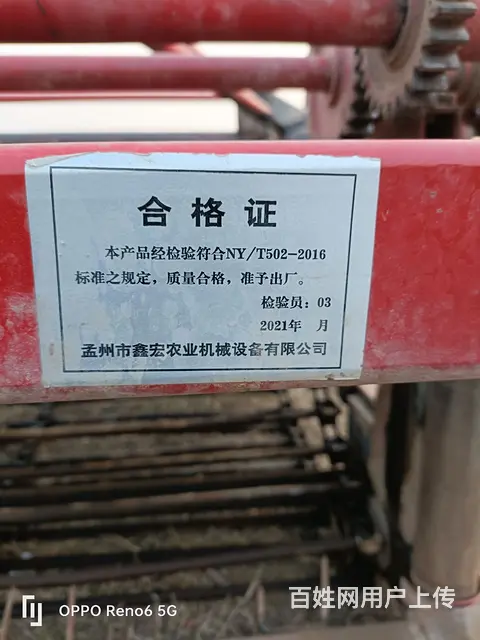 合格证
本产品经检验符合NY/T502-2016
标准之规定，质量合格，准予出厂。
检验员：03
2021年 月
孟州市鑫宏农业机械设备有限公司
OPPO Reno6 5G
百姓网用户上传